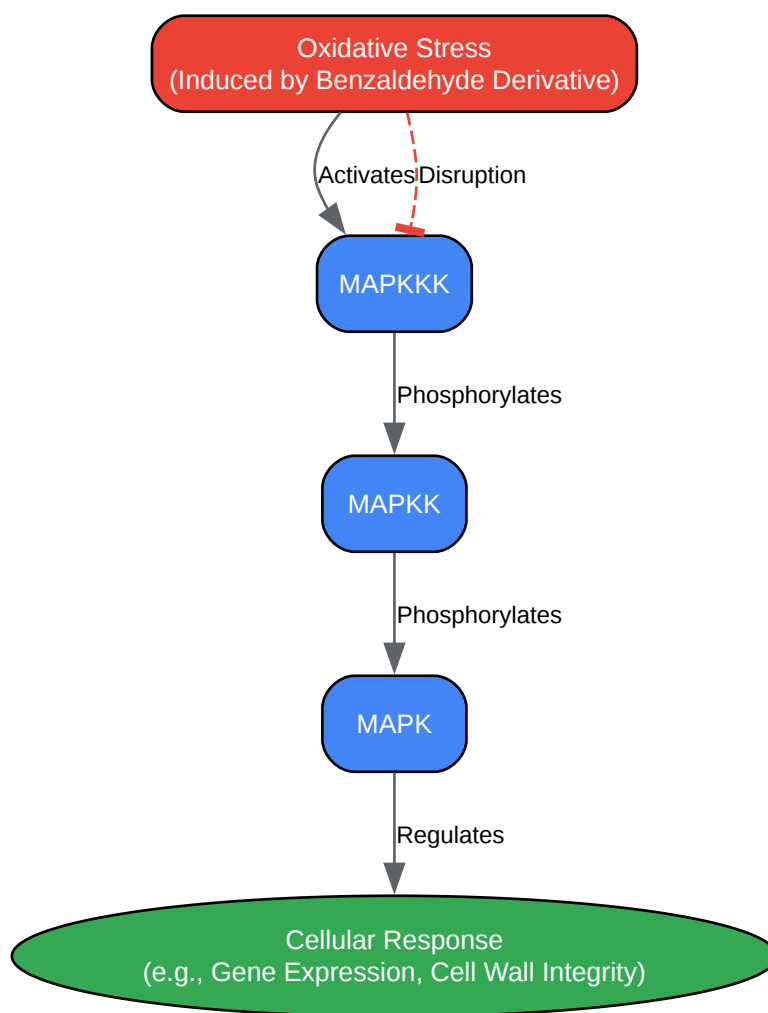 Oxidative Stress
(Induced by Benzaldehyde Derivative)
Activates
Disruption
MAPKKK
Phosphorylates
MAPKK
Phosphorylates
MAPK
Regulates
Cellular Response
(e.g., Gene Expression, Cell Wall Integrity)